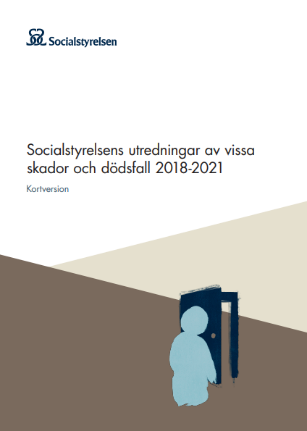 Socialstyrelsen
Socialstyrelsens utredningar av vissa
skador och dödsfall 2018-2021
Kortversion